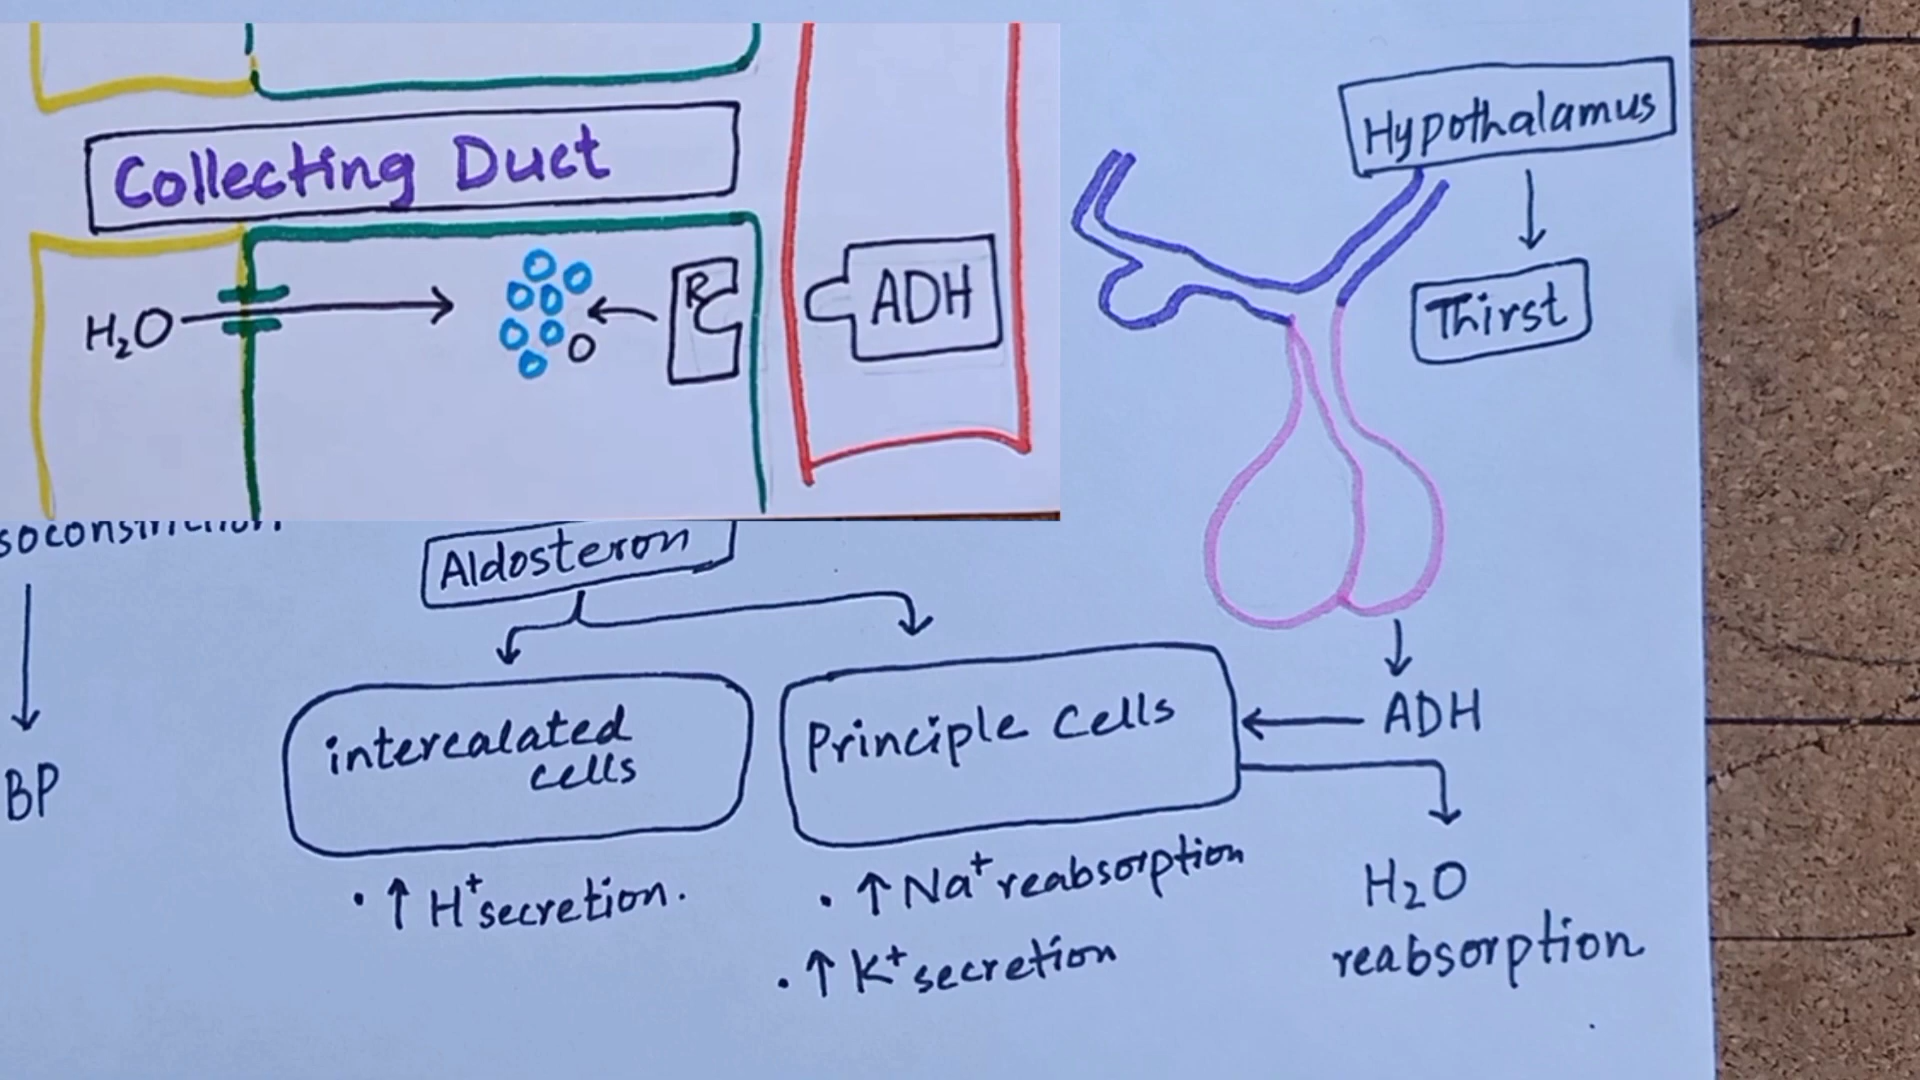 Collecting Duct
H₂O
R
ADH
Hypothalamus
Thirst
Aldosteron
intercalated
cells
Principle Cells
ADH
BP
• ↑ H⁺ secretion.
• ↑ Na⁺ reabsorption
• ↑ K⁺ secretion
H₂O
reabsorption